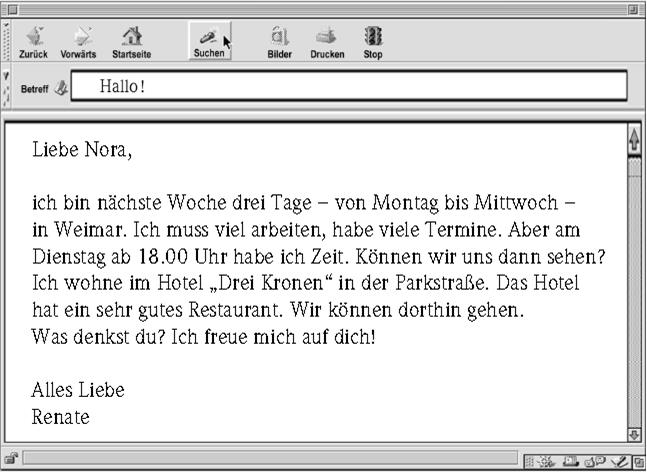 Zurück Vorwärts Startseite Suchen Bilder Drucken Stop
Betreff Hallo!
Liebe Nora,
ich bin nächste Woche drei Tage – von Montag bis Mittwoch –
in Weimar. Ich muss viel arbeiten, habe viele Termine. Aber am
Dienstag ab 18.00 Uhr habe ich Zeit. Können wir uns dann sehen?
Ich wohne im Hotel „Drei Kronen“ in der Parkstraße. Das Hotel
hat ein sehr gutes Restaurant. Wir können dorthin gehen.
Was denkst du? Ich freue mich auf dich!
Alles Liebe
Renate